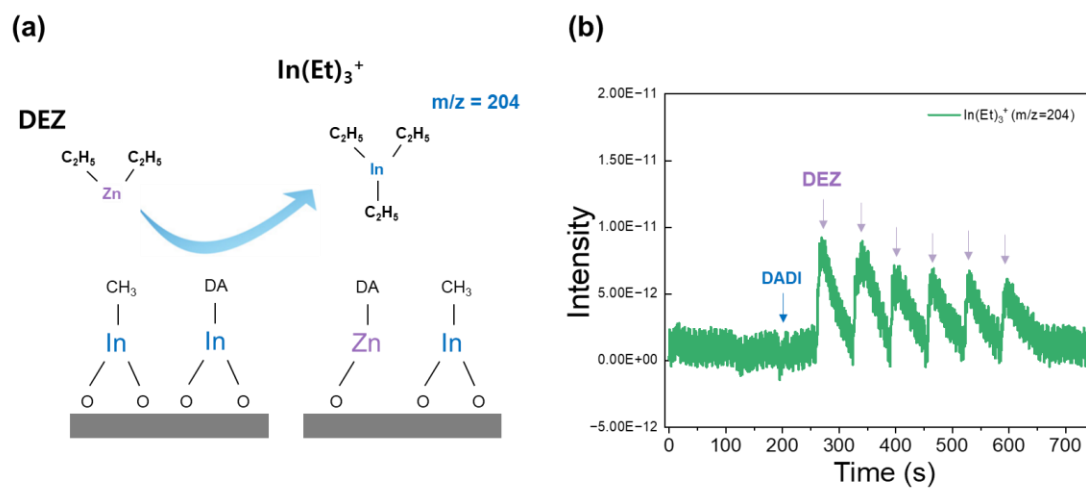 (a)
In(Et)₃⁺
m/z = 204
DEZ
C₂H₅ C₂H₅
Zn
C₂H₅ C₂H₅
In
C₂H₅
CH₃ DA DA CH₃
In In Zn In
O O O O O O O
(b)
2.00E−11
1.50E−11
1.00E−11
5.00E−12
0.00E+00
−5.00E−12
Intensity
In(Et)₃⁺ (m/z=204)
DEZ
DADI
0 100 200 300 400 500 600 700
Time (s)